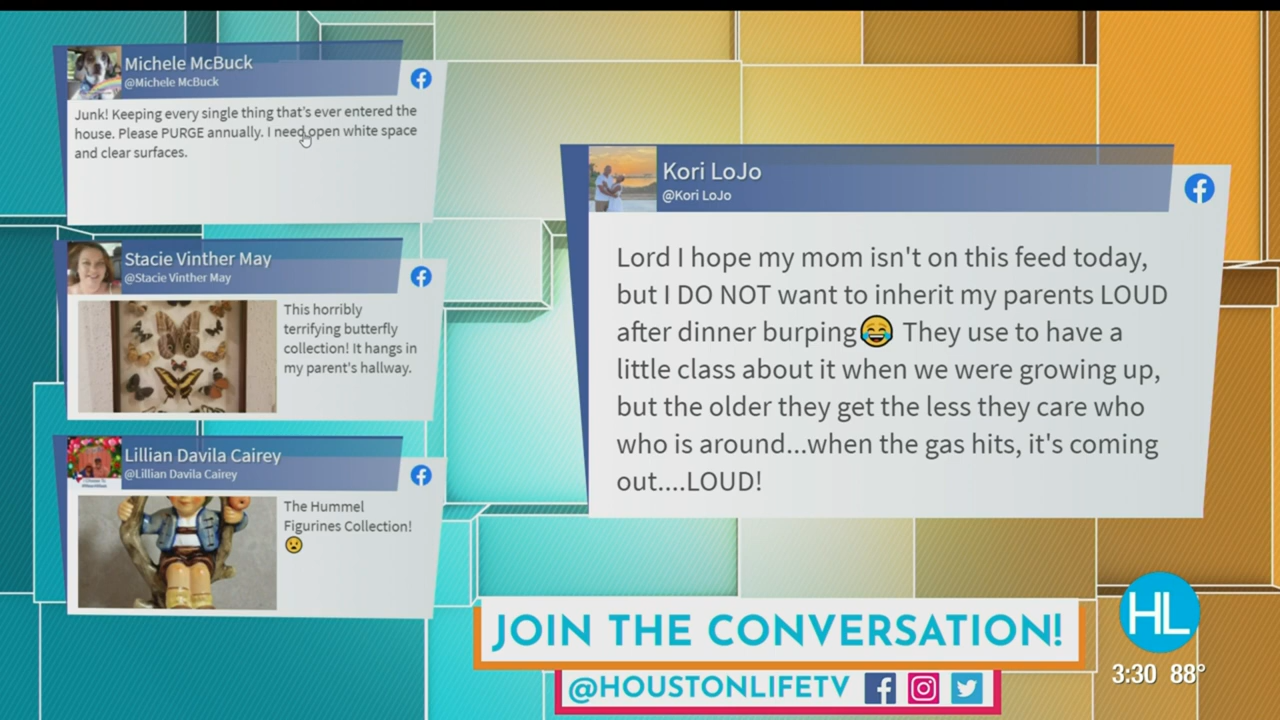 Michele McBuck
@Michele McBuck
Junk! Keeping every single thing that's ever entered the
house. Please PURGE annually. I need open white space
and clear surfaces.
Stacie Vinther May
@Stacie Vinther May
This horribly
terrifying butterfly
collection! It hangs in
my parent's hallway.
Lillian Davila Cairey
@Lillian Davila Cairey
The Hummel
Figurines Collection!
😧
Kori LoJo
@Kori LoJo
Lord I hope my mom isn't on this feed today,
but I DO NOT want to inherit my parents LOUD
after dinner burping😂 They use to have a
little class about it when we were growing up,
but the older they get the less they care who
who is around...when the gas hits, it's coming
out....LOUD!
JOIN THE CONVERSATION!
@HOUSTONLIFETV
HL
3:30 88°